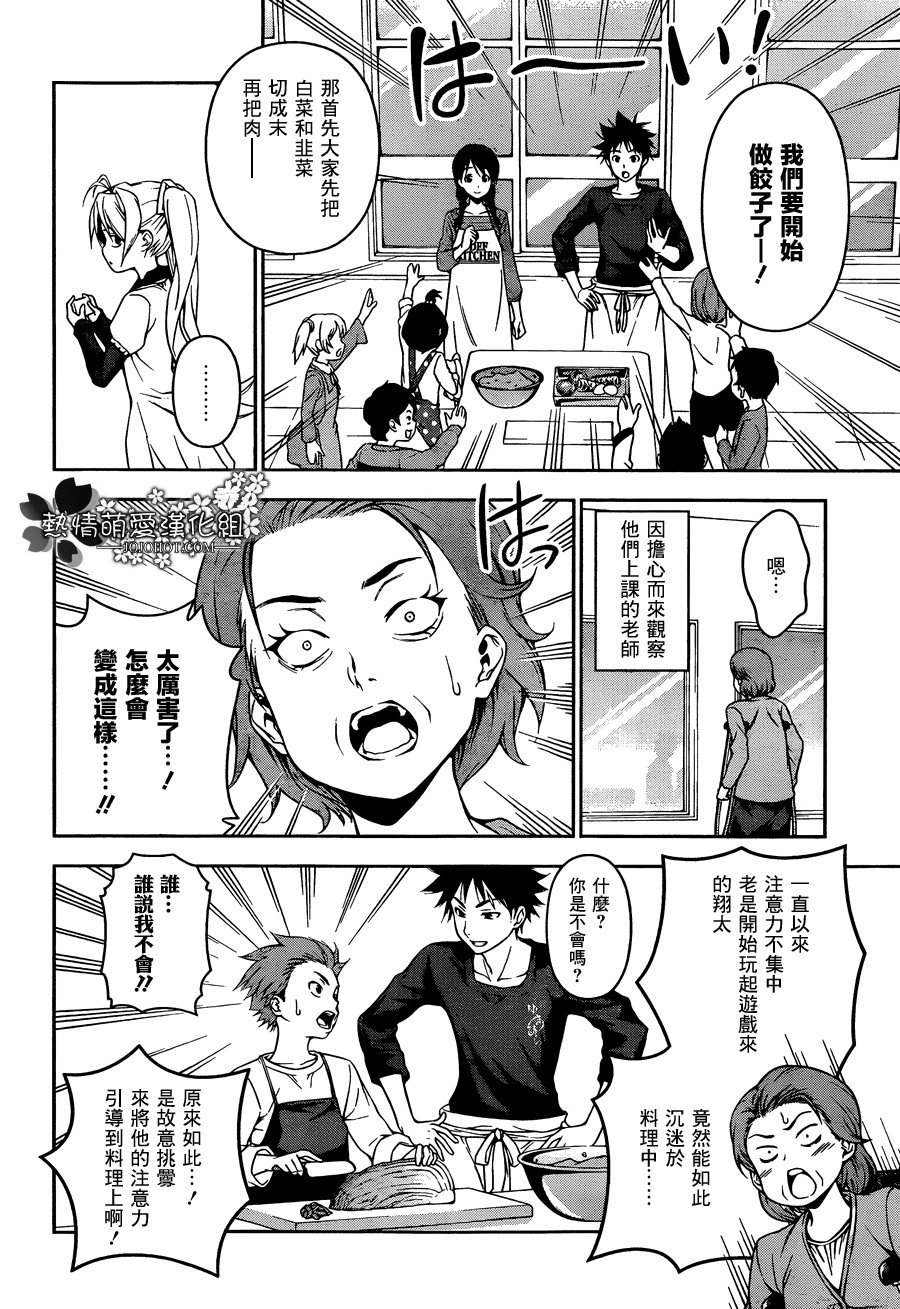 はーい!
我們要開始
做餃子了—!
那首先大家先把
白菜和韭菜
切成末
再把肉—
CHEF
KITCHEN
………
嗯…
因擔心而來觀察
他們上課的老師
はっ
太厲害了…!
怎麼會
變成這樣……!!
熱情萌愛漢化組
JOJOHOT.COM
一直以來
注意力不集中
老是開始玩起遊戲來
的翔太
竟然能如此
沉迷於
料理中……
什麼?
你是不會嗎?
誰…
誰說我不會!!
原來如此…!
是故意挑釁
來將他的注意力
引導到料理上啊!